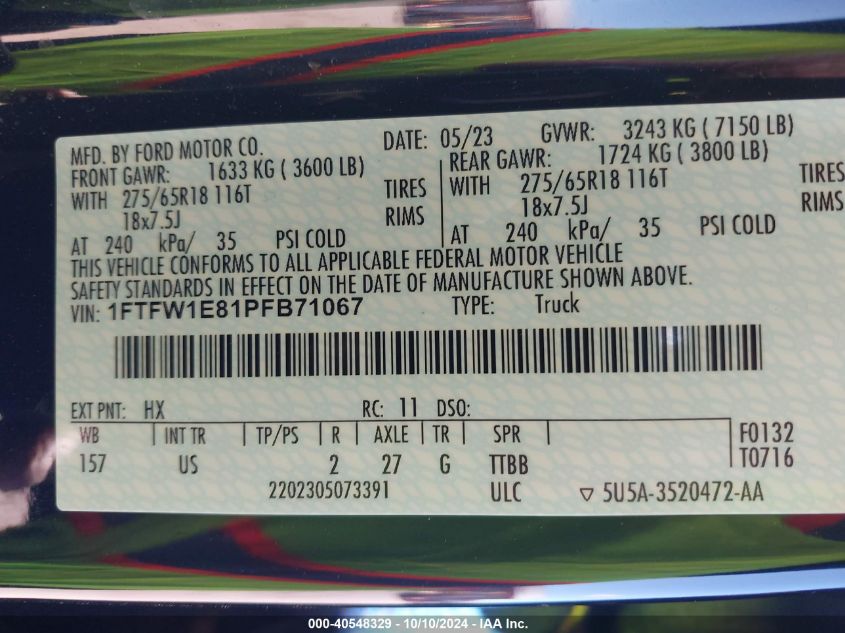 MFD. BY FORD MOTOR CO. DATE: 05/23 GVWR: 3243 KG ( 7150 LB)
FRONT GAWR: 1633 KG ( 3600 LB) REAR GAWR: 1724 KG ( 3800 LB)
WITH 275/65R18 116T TIRES WITH 275/65R18 116T TIRES
18x7.5J RIMS 18x7.5J RIMS
AT 240 kPa/ 35 PSI COLD AT 240 kPa/ 35 PSI COLD
THIS VEHICLE CONFORMS TO ALL APPLICABLE FEDERAL MOTOR VEHICLE
SAFETY STANDARDS IN EFFECT ON THE DATE OF MANUFACTURE SHOWN ABOVE.
VIN: 1FTFW1E81PFB71067 TYPE: Truck
EXT PNT: HX RC: 11 DSO:
WB INT TR TP/PS R AXLE TR SPR F0132
157 US 2 27 G TTBB T0716
2202305073391 ULC ▽ 5U5A-3520472-AA
000-40548329 - 10/10/2024 - IAA Inc.